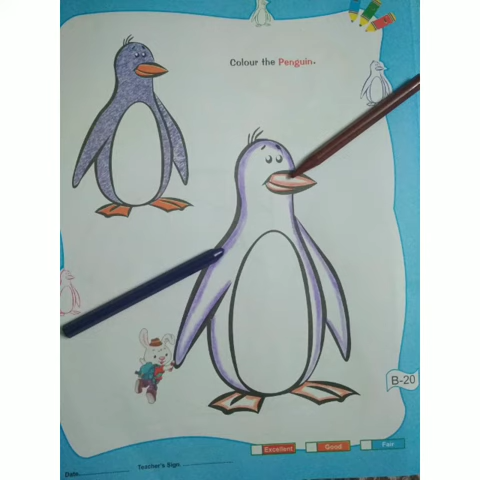 Colour the Penguin.
B-20
Excellent
Good
Fair
Date
Teacher's Sign.